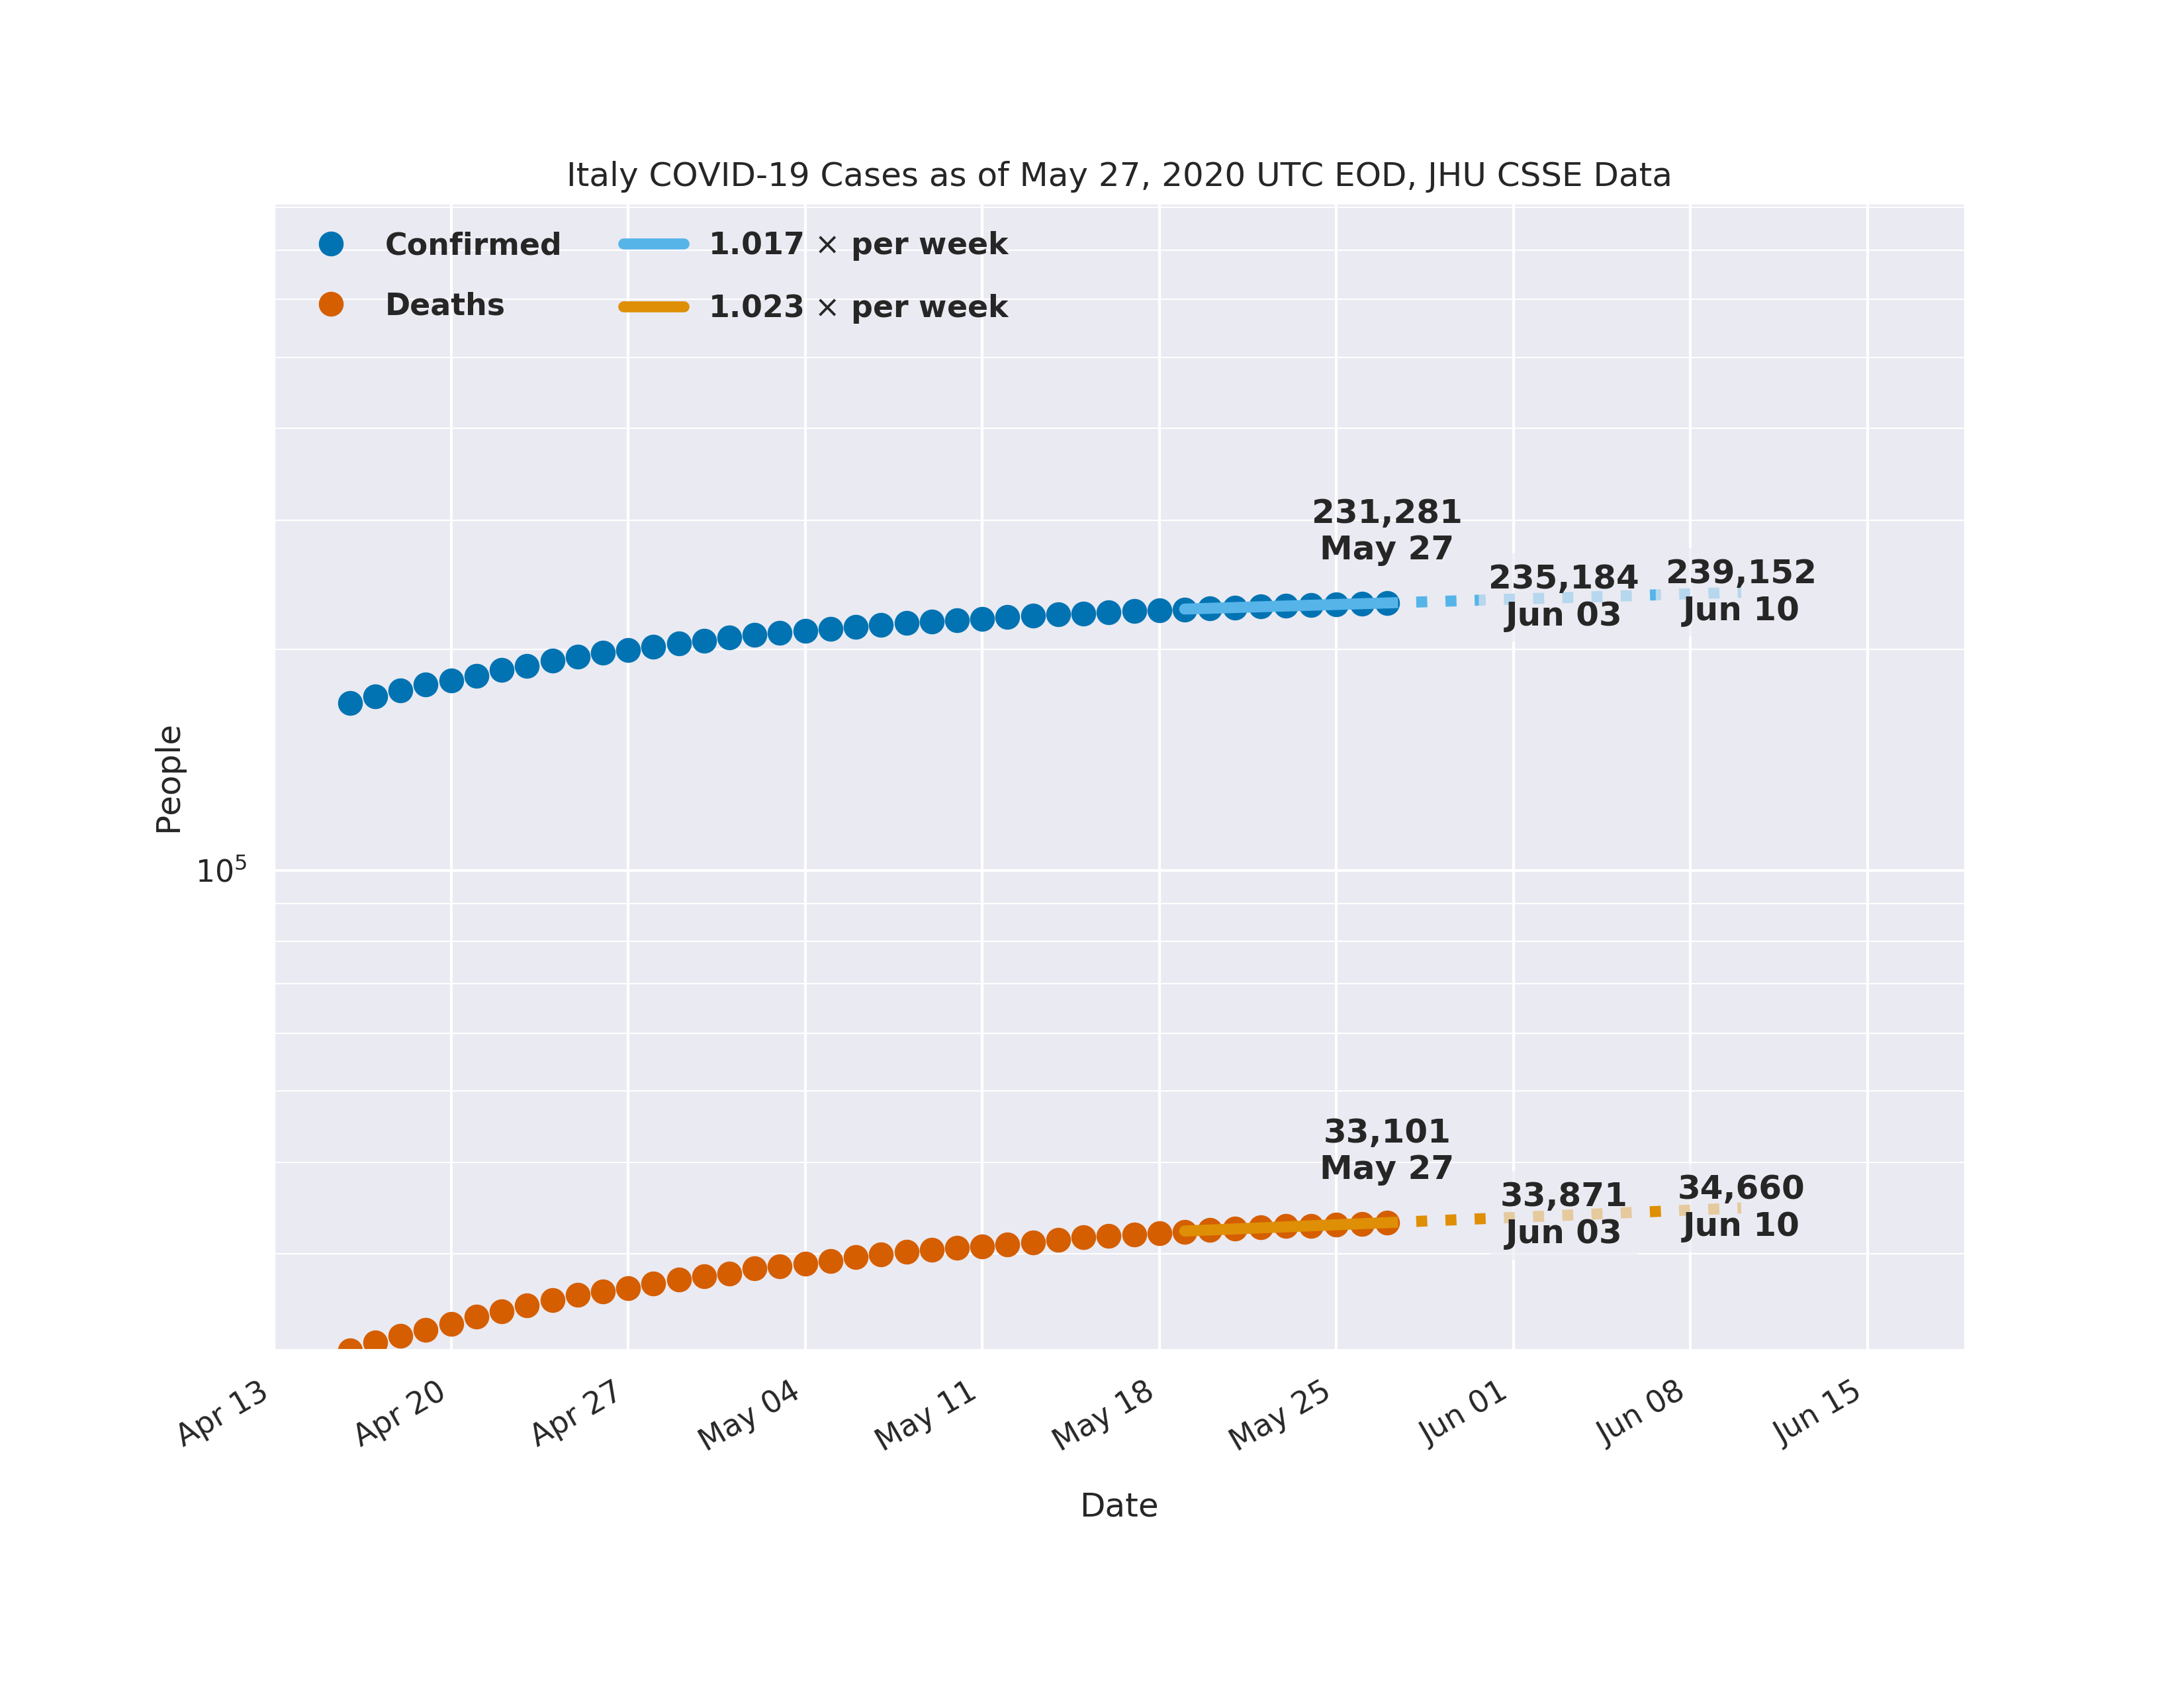 Italy COVID-19 Cases as of May 27, 2020 UTC EOD, JHU CSSE Data
Confirmed
Deaths
1.017 × per week
1.023 × per week
231,281
May 27
235,184
Jun 03
239,152
Jun 10
People
10⁵
33,101
May 27
33,871
Jun 03
34,660
Jun 10
Apr 13
Apr 20
Apr 27
May 04
May 11
May 18
May 25
Jun 01
Jun 08
Jun 15
Date